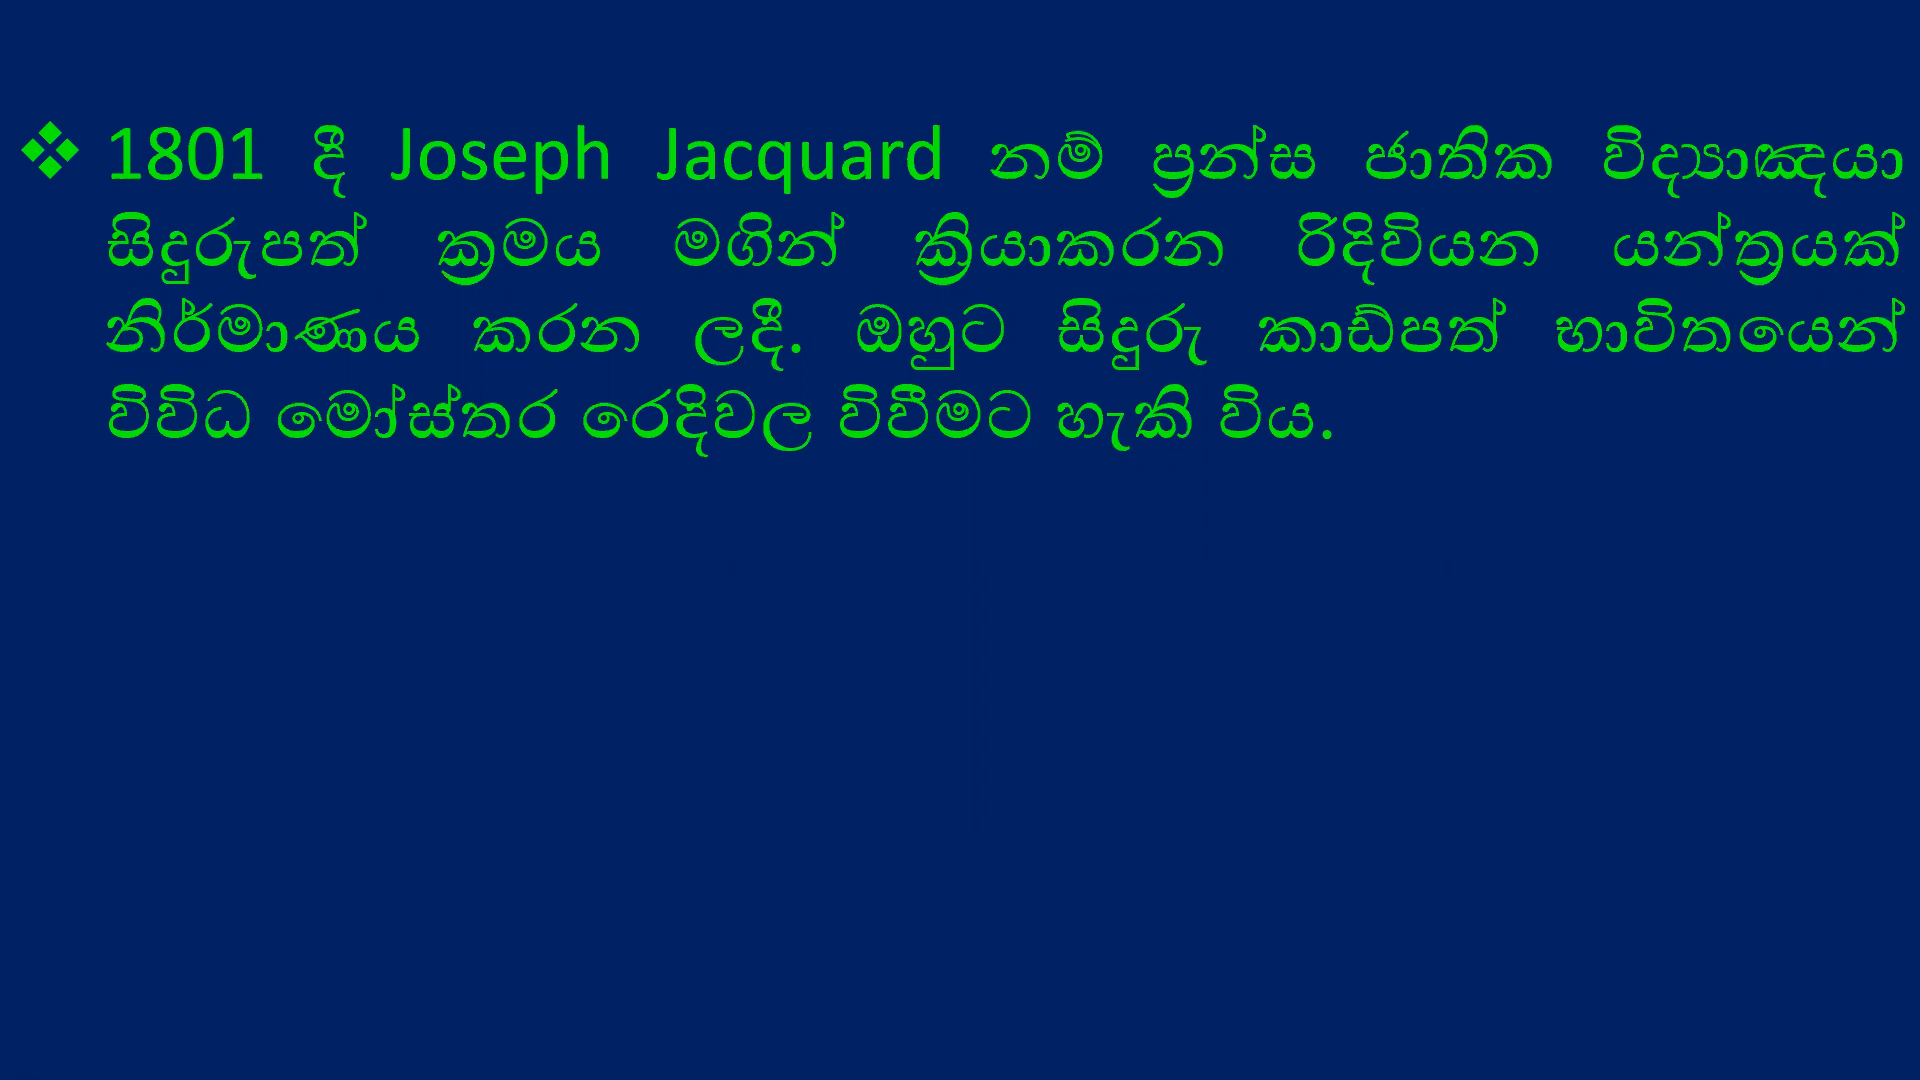 ❖ 1801 දී Joseph Jacquard නම් ප්‍රන්ස ජාතික විද්‍යාඤයා
සිදුරුපත් ක්‍රමය මගින් ක්‍රියාකරන රිදිවියන යන්ත්‍රයක්
නිර්මාණය කරන ලදී. ඔහුට සිදුරු කාඩ්පත් භාවිතයෙන්
විවිධ මෝස්තර රෙදිවල විවීමට හැකි විය.